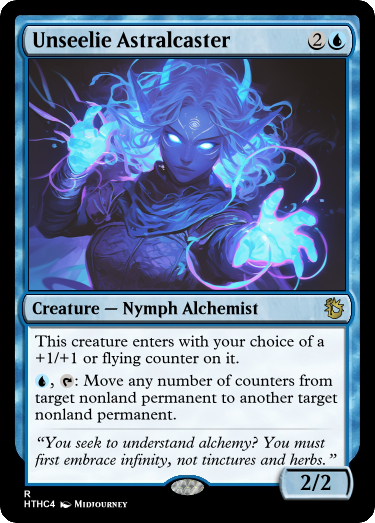 Unseelie Astralcaster 2
Creature — Nymph Alchemist
This creature enters with your choice of a
+1/+1 or flying counter on it.
, : Move any number of counters from
target nonland permanent to another target
nonland permanent.
“You seek to understand alchemy? You must
first embrace infinity, not tinctures and herbs.”
2/2
R
HTHC4 Midjourney